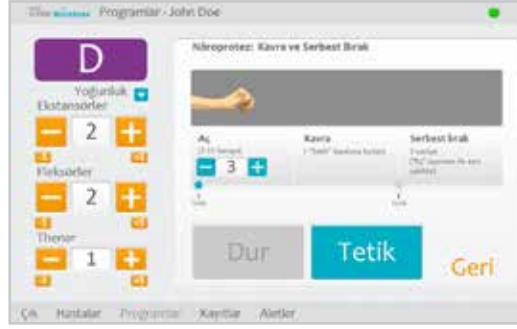 Programlar - John Doe
D
Nöroprotez: Kavra ve Serbest Bırak
Yoğunluk
Ekstansörler
2
Fleksörler
2
Thenar
1
Aç
Kavra
Serbest bırak
3
Dur
Tetik
Geri
Çık
Hastalar
Programlar
Kayıtlar
Aletler